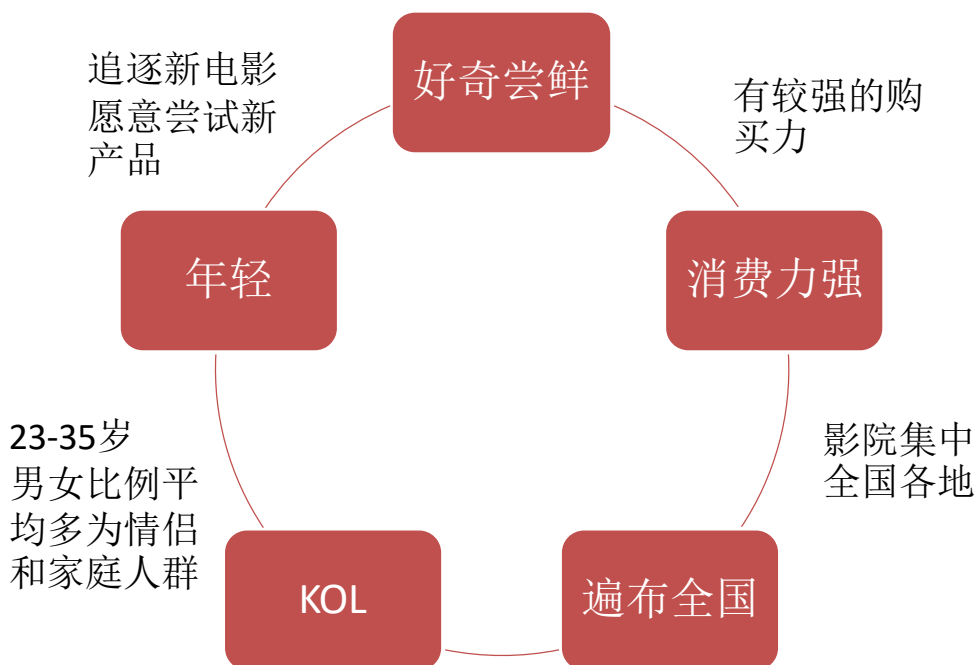 好奇尝鲜
追逐新电影
愿意尝试新
产品
有较强的购
买力
年轻
消费力强
23-35岁
男女比例平
均多为情侣
和家庭人群
影院集中
全国各地
KOL
遍布全国